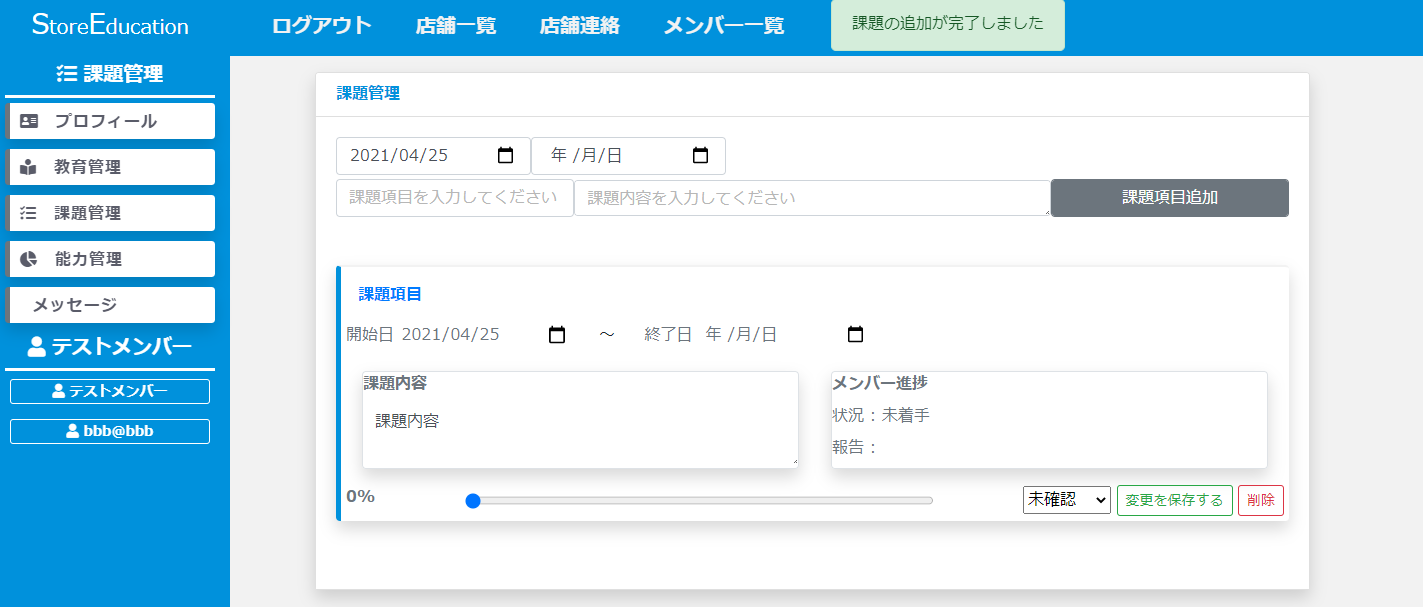 StoreEducation
ログアウト 店舗一覧 店舗連絡 メンバー一覧
課題の追加が完了しました
課題管理
プロフィール
教育管理
課題管理
能力管理
メッセージ
テストメンバー
テストメンバー
bbb@bbb
課題管理
2021/04/25 年 /月/日
課題項目を入力してください 課題内容を入力してください 課題項目追加
課題項目
開始日 2021/04/25 ～ 終了日 年 /月/日
課題内容
課題内容
メンバー進捗
状況：未着手
報告：
0% 未確認 変更を保存する 削除